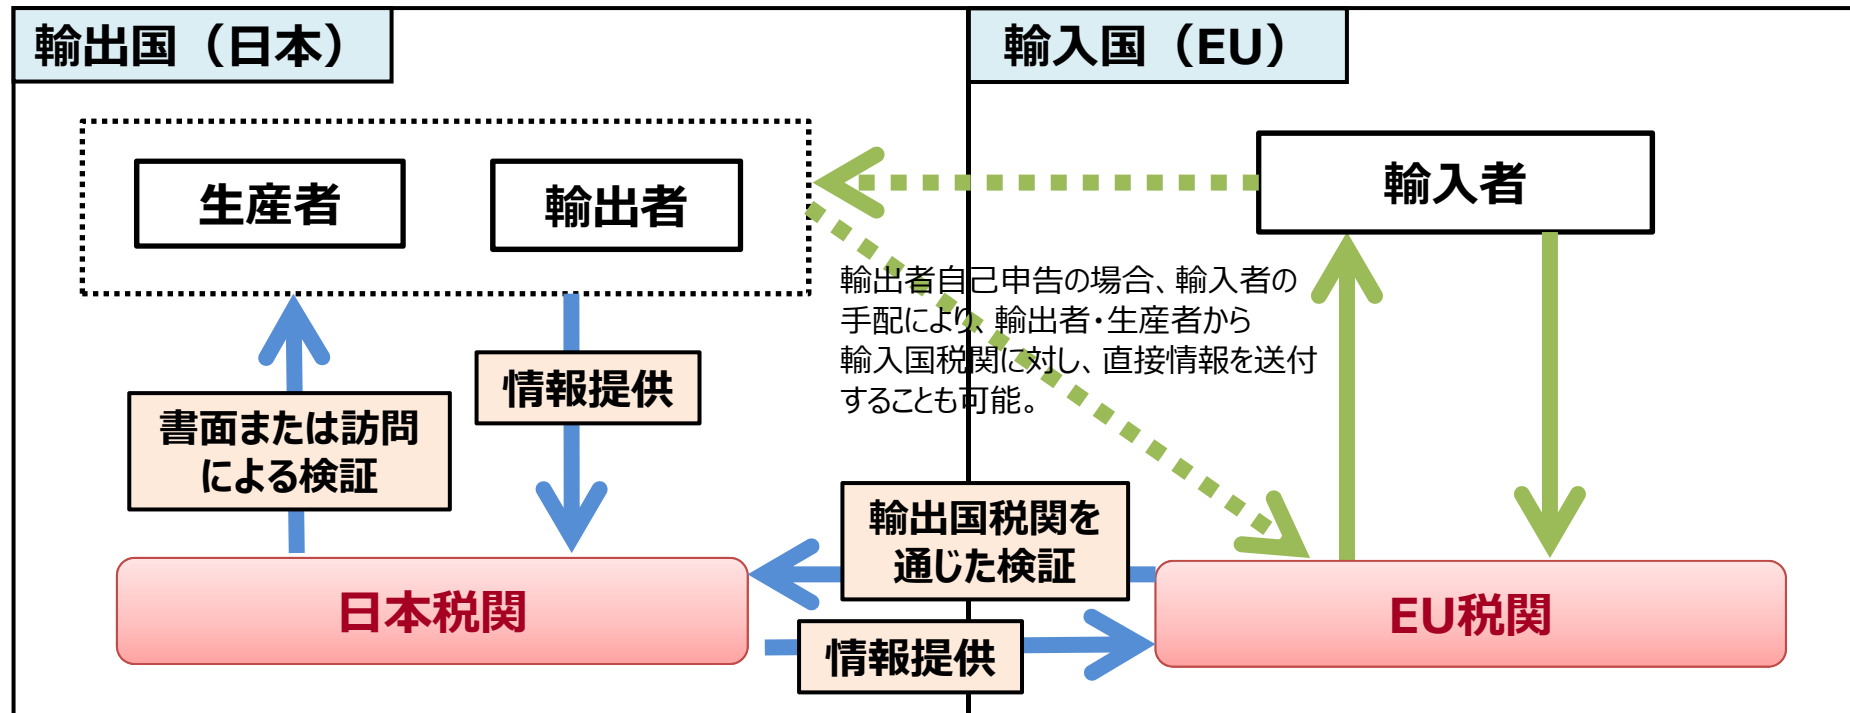 輸出国（日本）
輸入国（EU）
生産者
輸出者
輸入者
輸出者自己申告の場合、輸入者の
手配により、輸出者・生産者から
輸入国税関に対し、直接情報を送付
することも可能。
情報提供
書面または訪問
による検証
輸出国税関を
通じた検証
日本税関
EU税関
情報提供